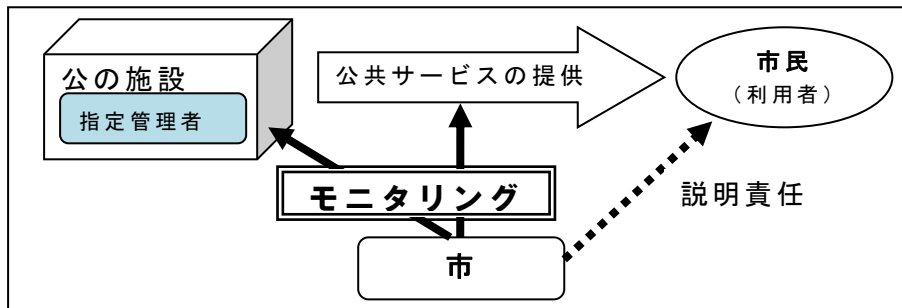 公の施設
指定管理者
公共サービスの提供
市民
（利用者）
モニタリング
説明責任
市